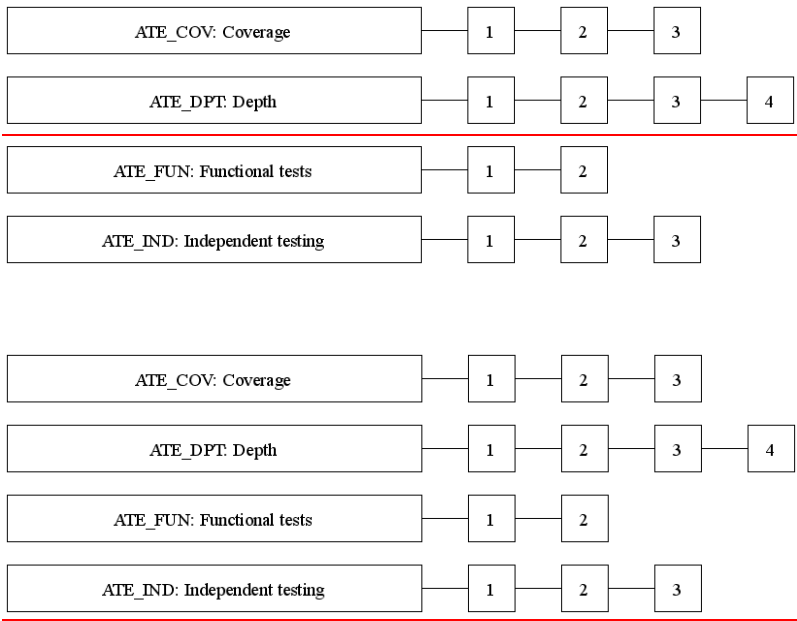 ATE_COV: Coverage 1 2 3
ATE_DPT: Depth 1 2 3 4
ATE_FUN: Functional tests 1 2
ATE_IND: Independent testing 1 2 3
ATE_COV: Coverage 1 2 3
ATE_DPT: Depth 1 2 3 4
ATE_FUN: Functional tests 1 2
ATE_IND: Independent testing 1 2 3